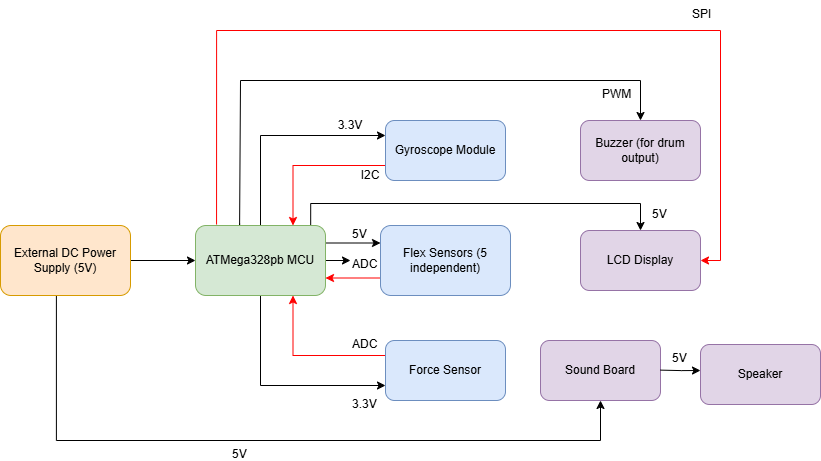 SPI
PWM
3.3V
Gyroscope Module
Buzzer (for drum
output)
I2C
5V
External DC Power
Supply (5V)
ATMega328pb MCU
5V
ADC
Flex Sensors (5
independent)
LCD Display
ADC
Force Sensor
3.3V
Sound Board
5V
Speaker
5V